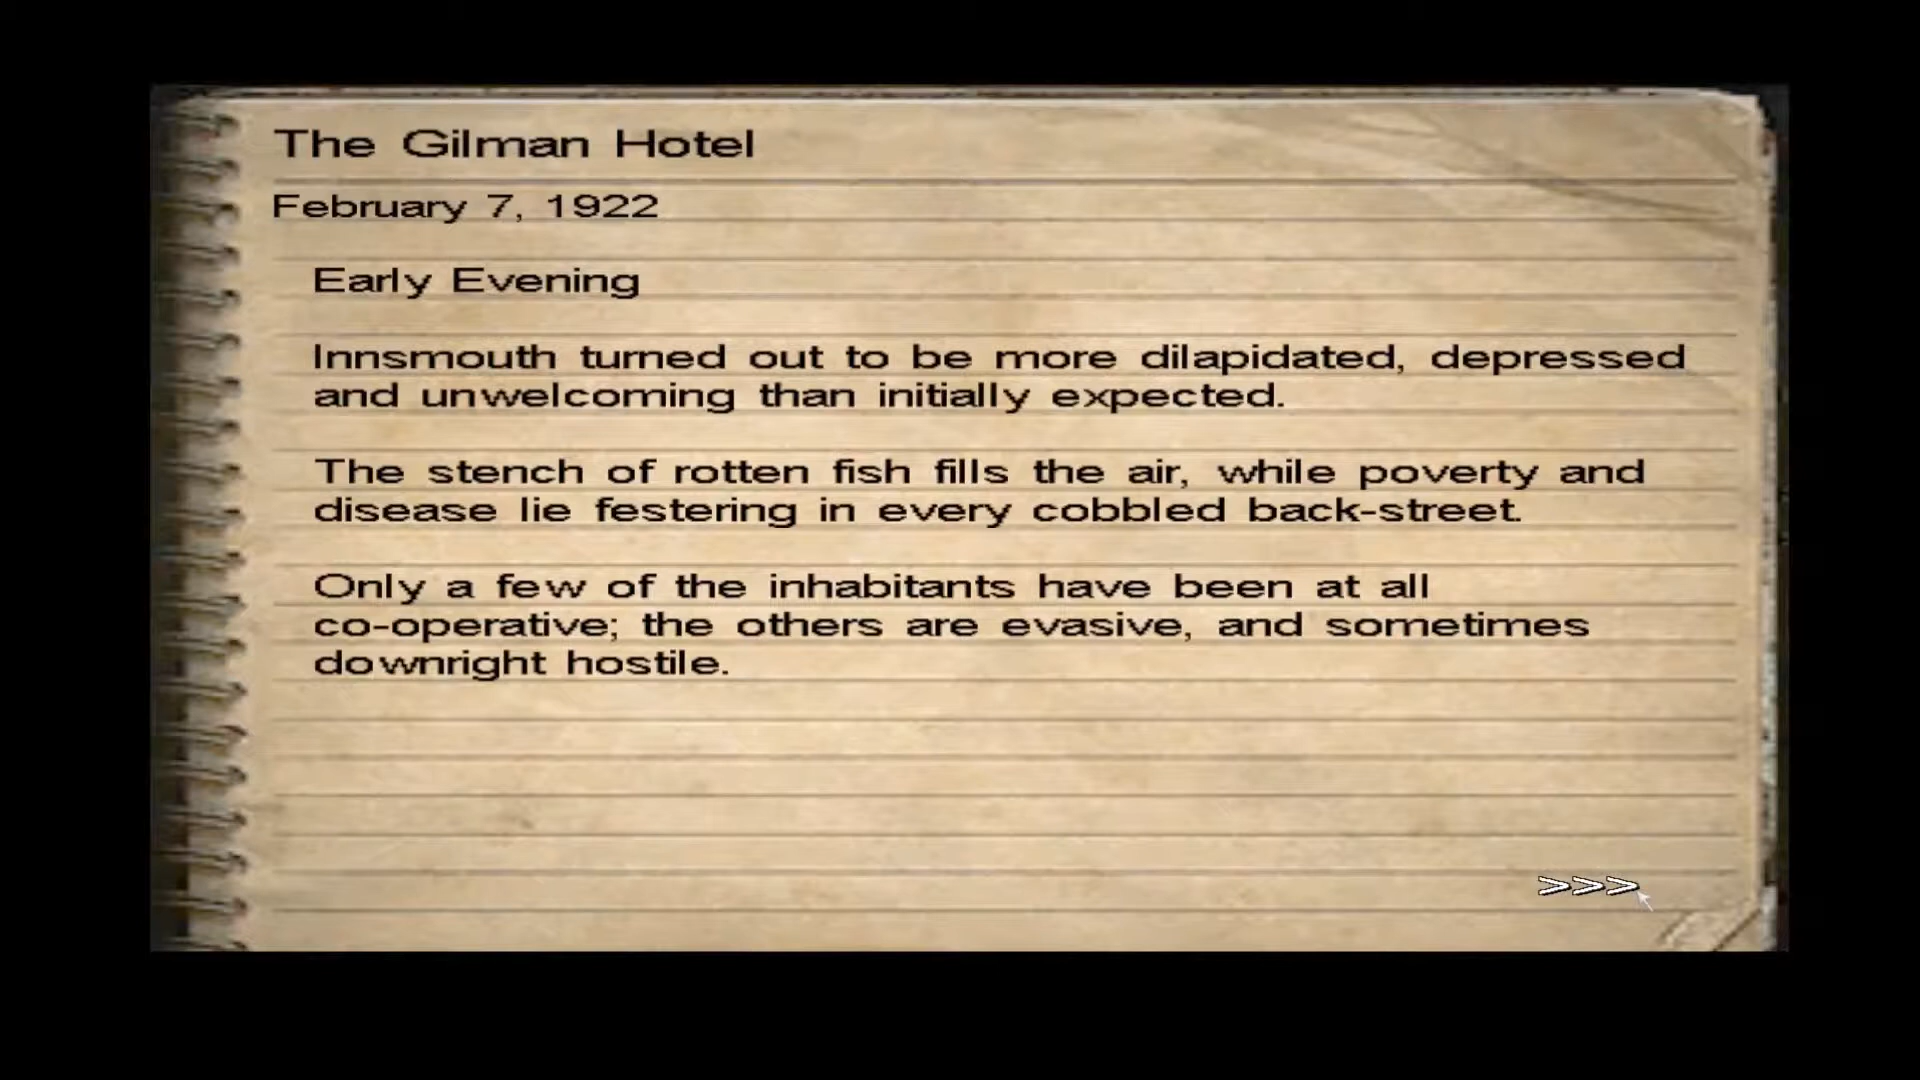 The Gilman Hotel
February 7, 1922
Early Evening
Innsmouth turned out to be more dilapidated, depressed
and unwelcoming than initially expected.
The stench of rotten fish fills the air, while poverty and
disease lie festering in every cobbled back-street.
Only a few of the inhabitants have been at all
co-operative; the others are evasive, and sometimes
downright hostile.
>>>